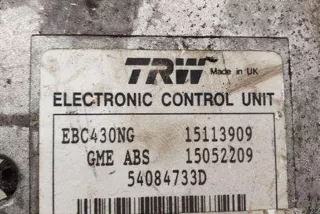 TRW Made in UK
ELECTRONIC CONTROL UNIT
EBC430NG 15113909
GME ABS 15052209
54084733D